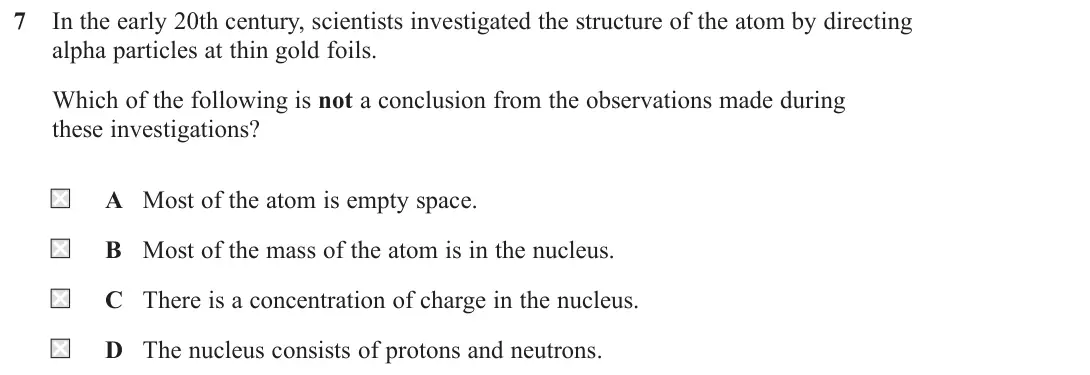 7 In the early 20th century, scientists investigated the structure of the atom by directing
alpha particles at thin gold foils.
Which of the following is not a conclusion from the observations made during
these investigations?
A Most of the atom is empty space.
B Most of the mass of the atom is in the nucleus.
C There is a concentration of charge in the nucleus.
D The nucleus consists of protons and neutrons.